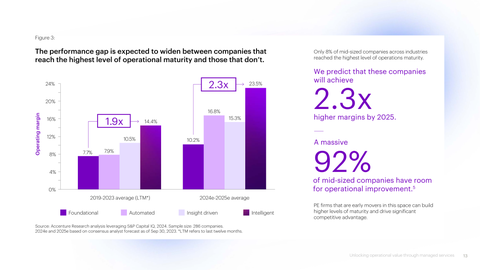 Figure 3:
The performance gap is expected to widen between companies that
reach the highest level of operational maturity and those that don't.
Operating margin
24%
20%
16%
12%
8%
4%
0%
1.9x
7.7%
7.9%
10.5%
14.4%
2.3x
10.2%
16.8%
15.3%
23.5%
2019-2023 average (LTM*)
2024e-2025e average
Foundational
Automated
Insight driven
Intelligent
Source: Accenture Research analysis leveraging S&P Capital IQ, 2024. Sample size: 286 companies
2024e and 2025e based on consensus analyst forecast as of Sep 30, 2023. *LTM refers to last twelve months.
Only 8% of mid-sized companies across industries
reached the highest level of operations maturity.
We predict that these companies
will achieve
2.3x
higher margins by 2025.
A massive
92%
of mid-sized companies have room
for operational improvement.⁵
PE firms that are early movers in this space can build
higher levels of maturity and drive significant
competitive advantage.
Unlocking operational value through managed services